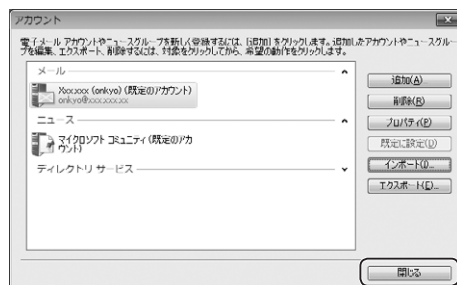 アカウント
電子メール アカウントやニュースグループを新しく登録するには、[追加] をクリックします。追加したアカウントやニュースグループを編集、エクスポート、削除するには、対象をクリックしてから、希望の動作をクリックします。
メール
Xxx.xxx (onkyo) (既定のアカウント)
onkyo@xxx.xxx.xx
ニュース
マイクロソフト コミュニティ (既定のアカウント)
ディレクトリ サービス
追加(A)
削除(R)
プロパティ(P)
既定に設定(D)
インポート(I)...
エクスポート(E)...
閉じる